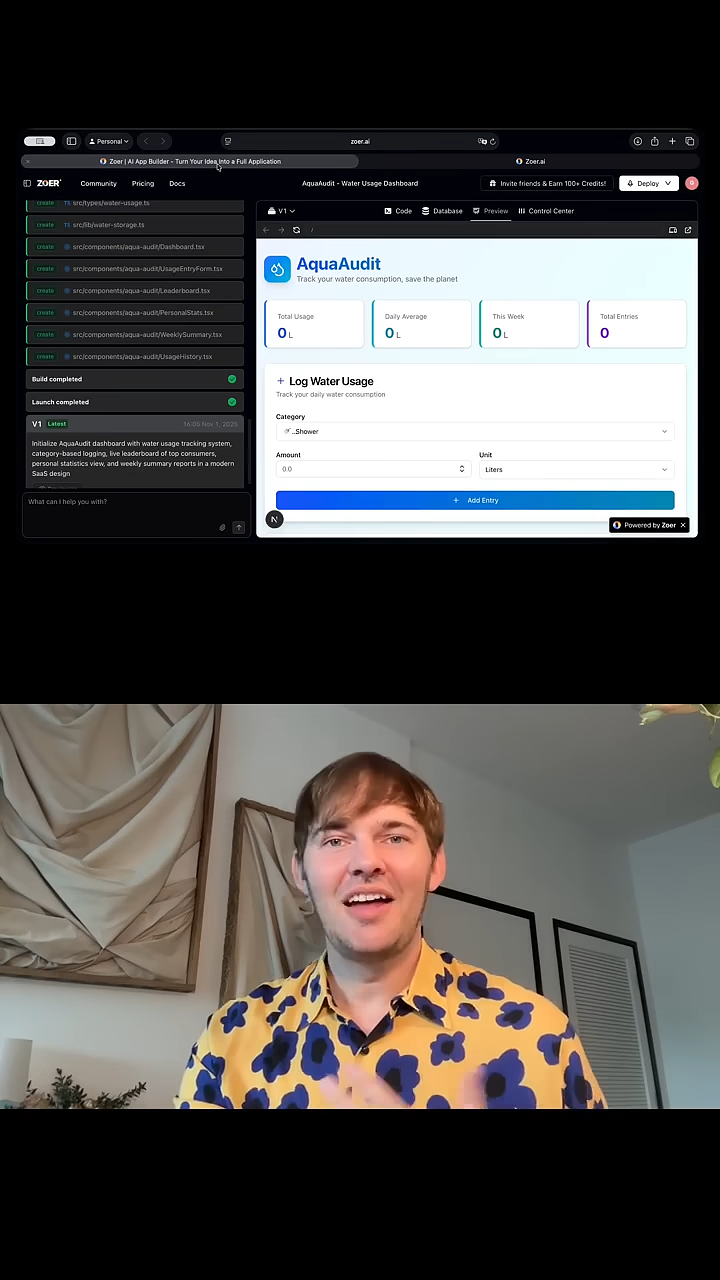 Personal
zoer.ai
Zoer | AI App Builder - Turn Your Idea Into a Full Application
Zoer.ai
ZOER
Community
Pricing
Docs
AquaAudit - Water Usage Dashboard
Invite friends & Earn 100+ Credits!
Deploy
G
create TS src/types/water-usage.ts
create TS src/lib/water-storage.ts
create src/components/aqua-audit/Dashboard.tsx
create src/components/aqua-audit/UsageEntryForm.tsx
create src/components/aqua-audit/Leaderboard.tsx
create src/components/aqua-audit/PersonalStats.tsx
create src/components/aqua-audit/WeeklySummary.tsx
create src/components/aqua-audit/UsageHistory.tsx
Build completed
Launch completed
V1 Latest 16:05 Nov 1, 2025
Initialize AquaAudit dashboard with water usage tracking system,
category-based logging, live leaderboard of top consumers,
personal statistics view, and weekly summary reports in a modern
SaaS design
What can I help you with?
V1
Code
Database
Preview
Control Center
/
AquaAudit
Track your water consumption, save the planet
Total Usage
0 L
Daily Average
0 L
This Week
0 L
Total Entries
0
+ Log Water Usage
Track your daily water consumption
Category
Shower
Amount
0.0
Unit
Liters
+ Add Entry
N
Powered by Zoer ×